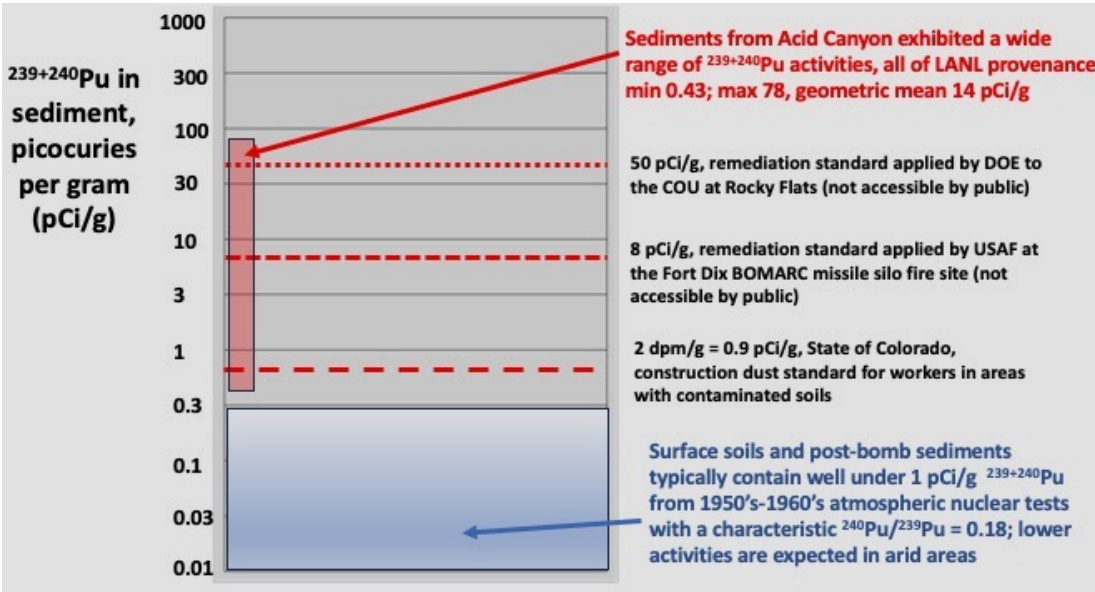 ²³⁹⁺²⁴⁰Pu in
sediment,
picocuries
per gram
(pCi/g)
1000
300
100
30
10
3
1
0.3
0.1
0.03
0.01
Sediments from Acid Canyon exhibited a wide
range of ²³⁹⁺²⁴⁰Pu activities, all of LANL provenance
min 0.43; max 78, geometric mean 14 pCi/g
50 pCi/g, remediation standard applied by DOE to
the COU at Rocky Flats (not accessible by public)
8 pCi/g, remediation standard applied by USAF at
the Fort Dix BOMARC missile silo fire site (not
accessible by public)
2 dpm/g = 0.9 pCi/g, State of Colorado,
construction dust standard for workers in areas
with contaminated soils
Surface soils and post-bomb sediments
typically contain well under 1 pCi/g ²³⁹⁺²⁴⁰Pu
from 1950’s-1960’s atmospheric nuclear tests
with a characteristic ²⁴⁰Pu/²³⁹Pu = 0.18; lower
activities are expected in arid areas